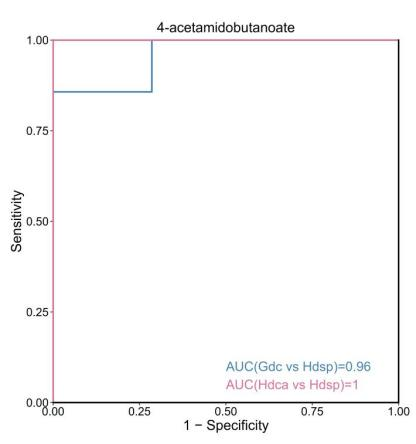 4-acetamidobutanoate
1.00
0.75
0.50
0.25
0.00
Sensitivity
AUC(Gdc vs Hdsp)=0.96
AUC(Hdca vs Hdsp)=1
0.00 0.25 0.50 0.75 1.00
1 − Specificity